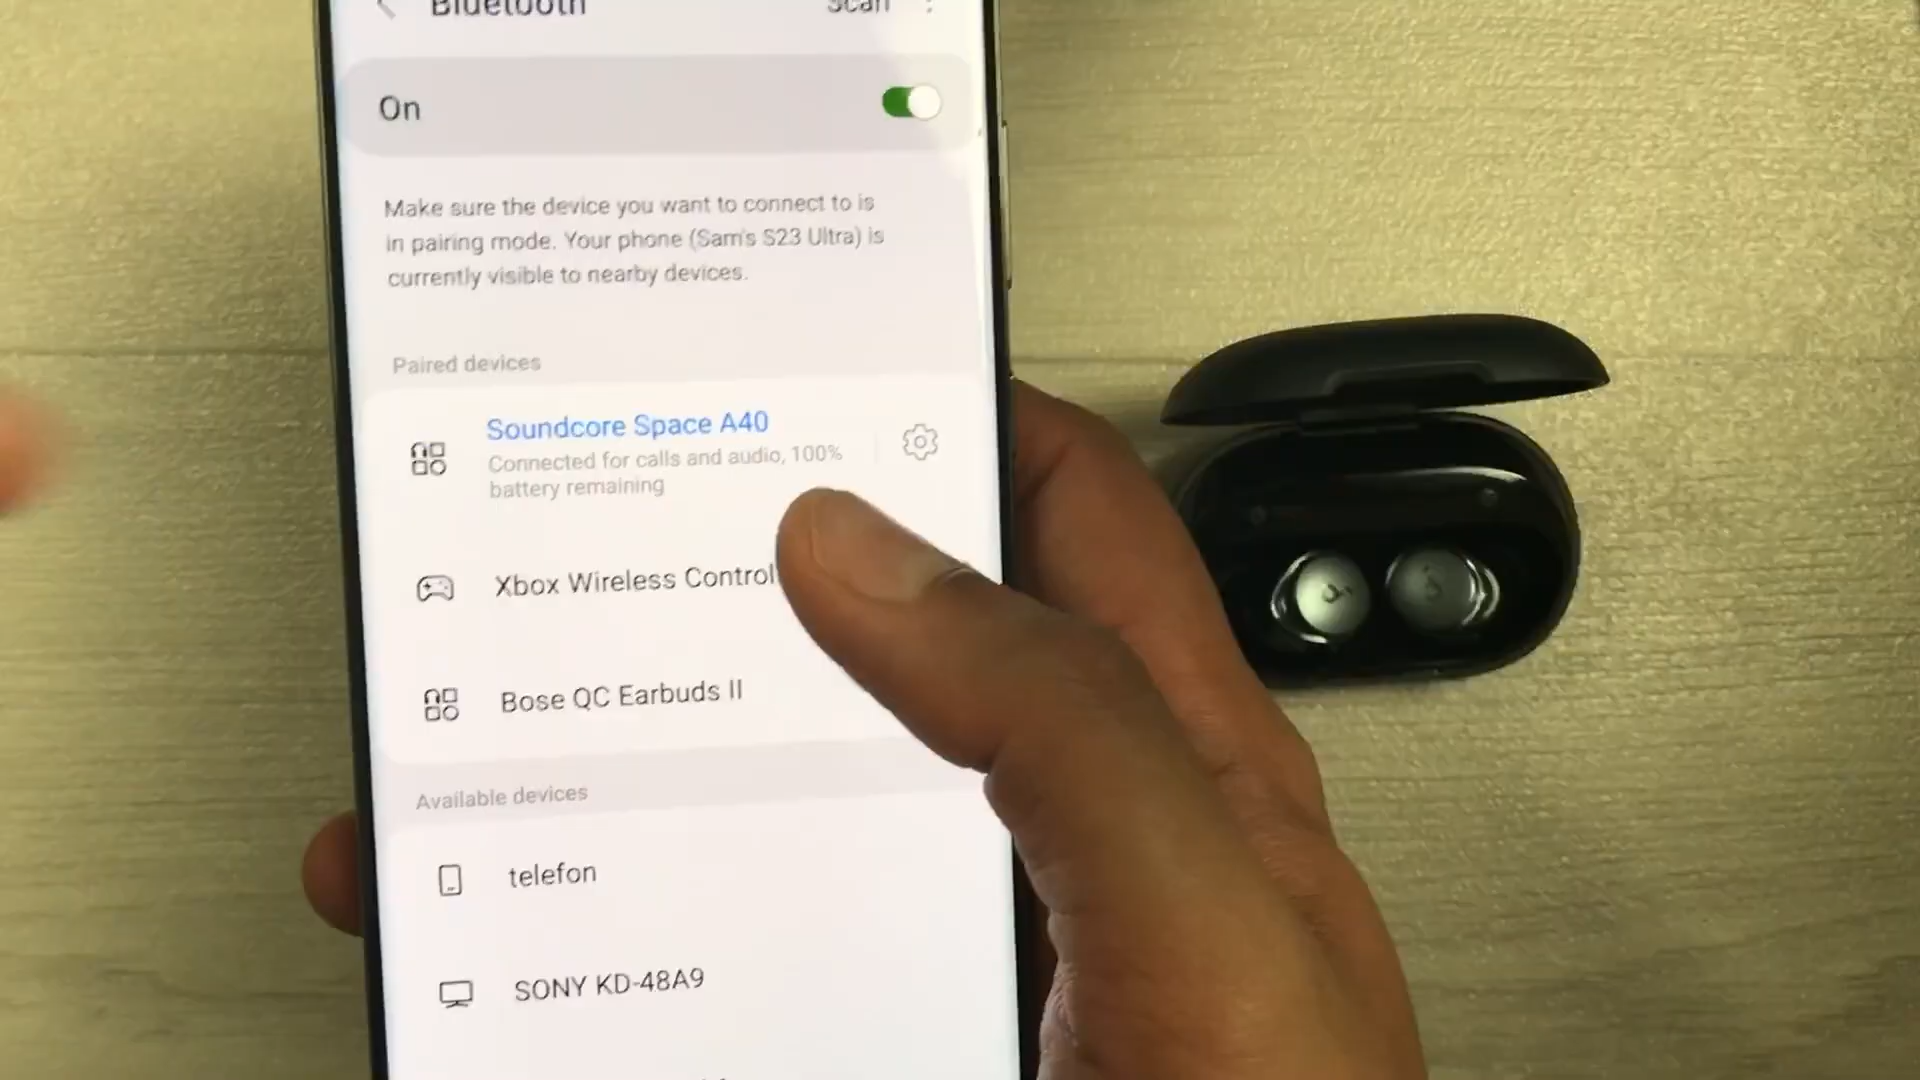 Bluetooth
Scan
On
Make sure the device you want to connect to is
in pairing mode. Your phone (Sam's S23 Ultra) is
currently visible to nearby devices.
Paired devices
Soundcore Space A40
Connected for calls and audio, 100%
battery remaining
Xbox Wireless Control
Bose QC Earbuds II
Available devices
telefon
SONY KD-48A9